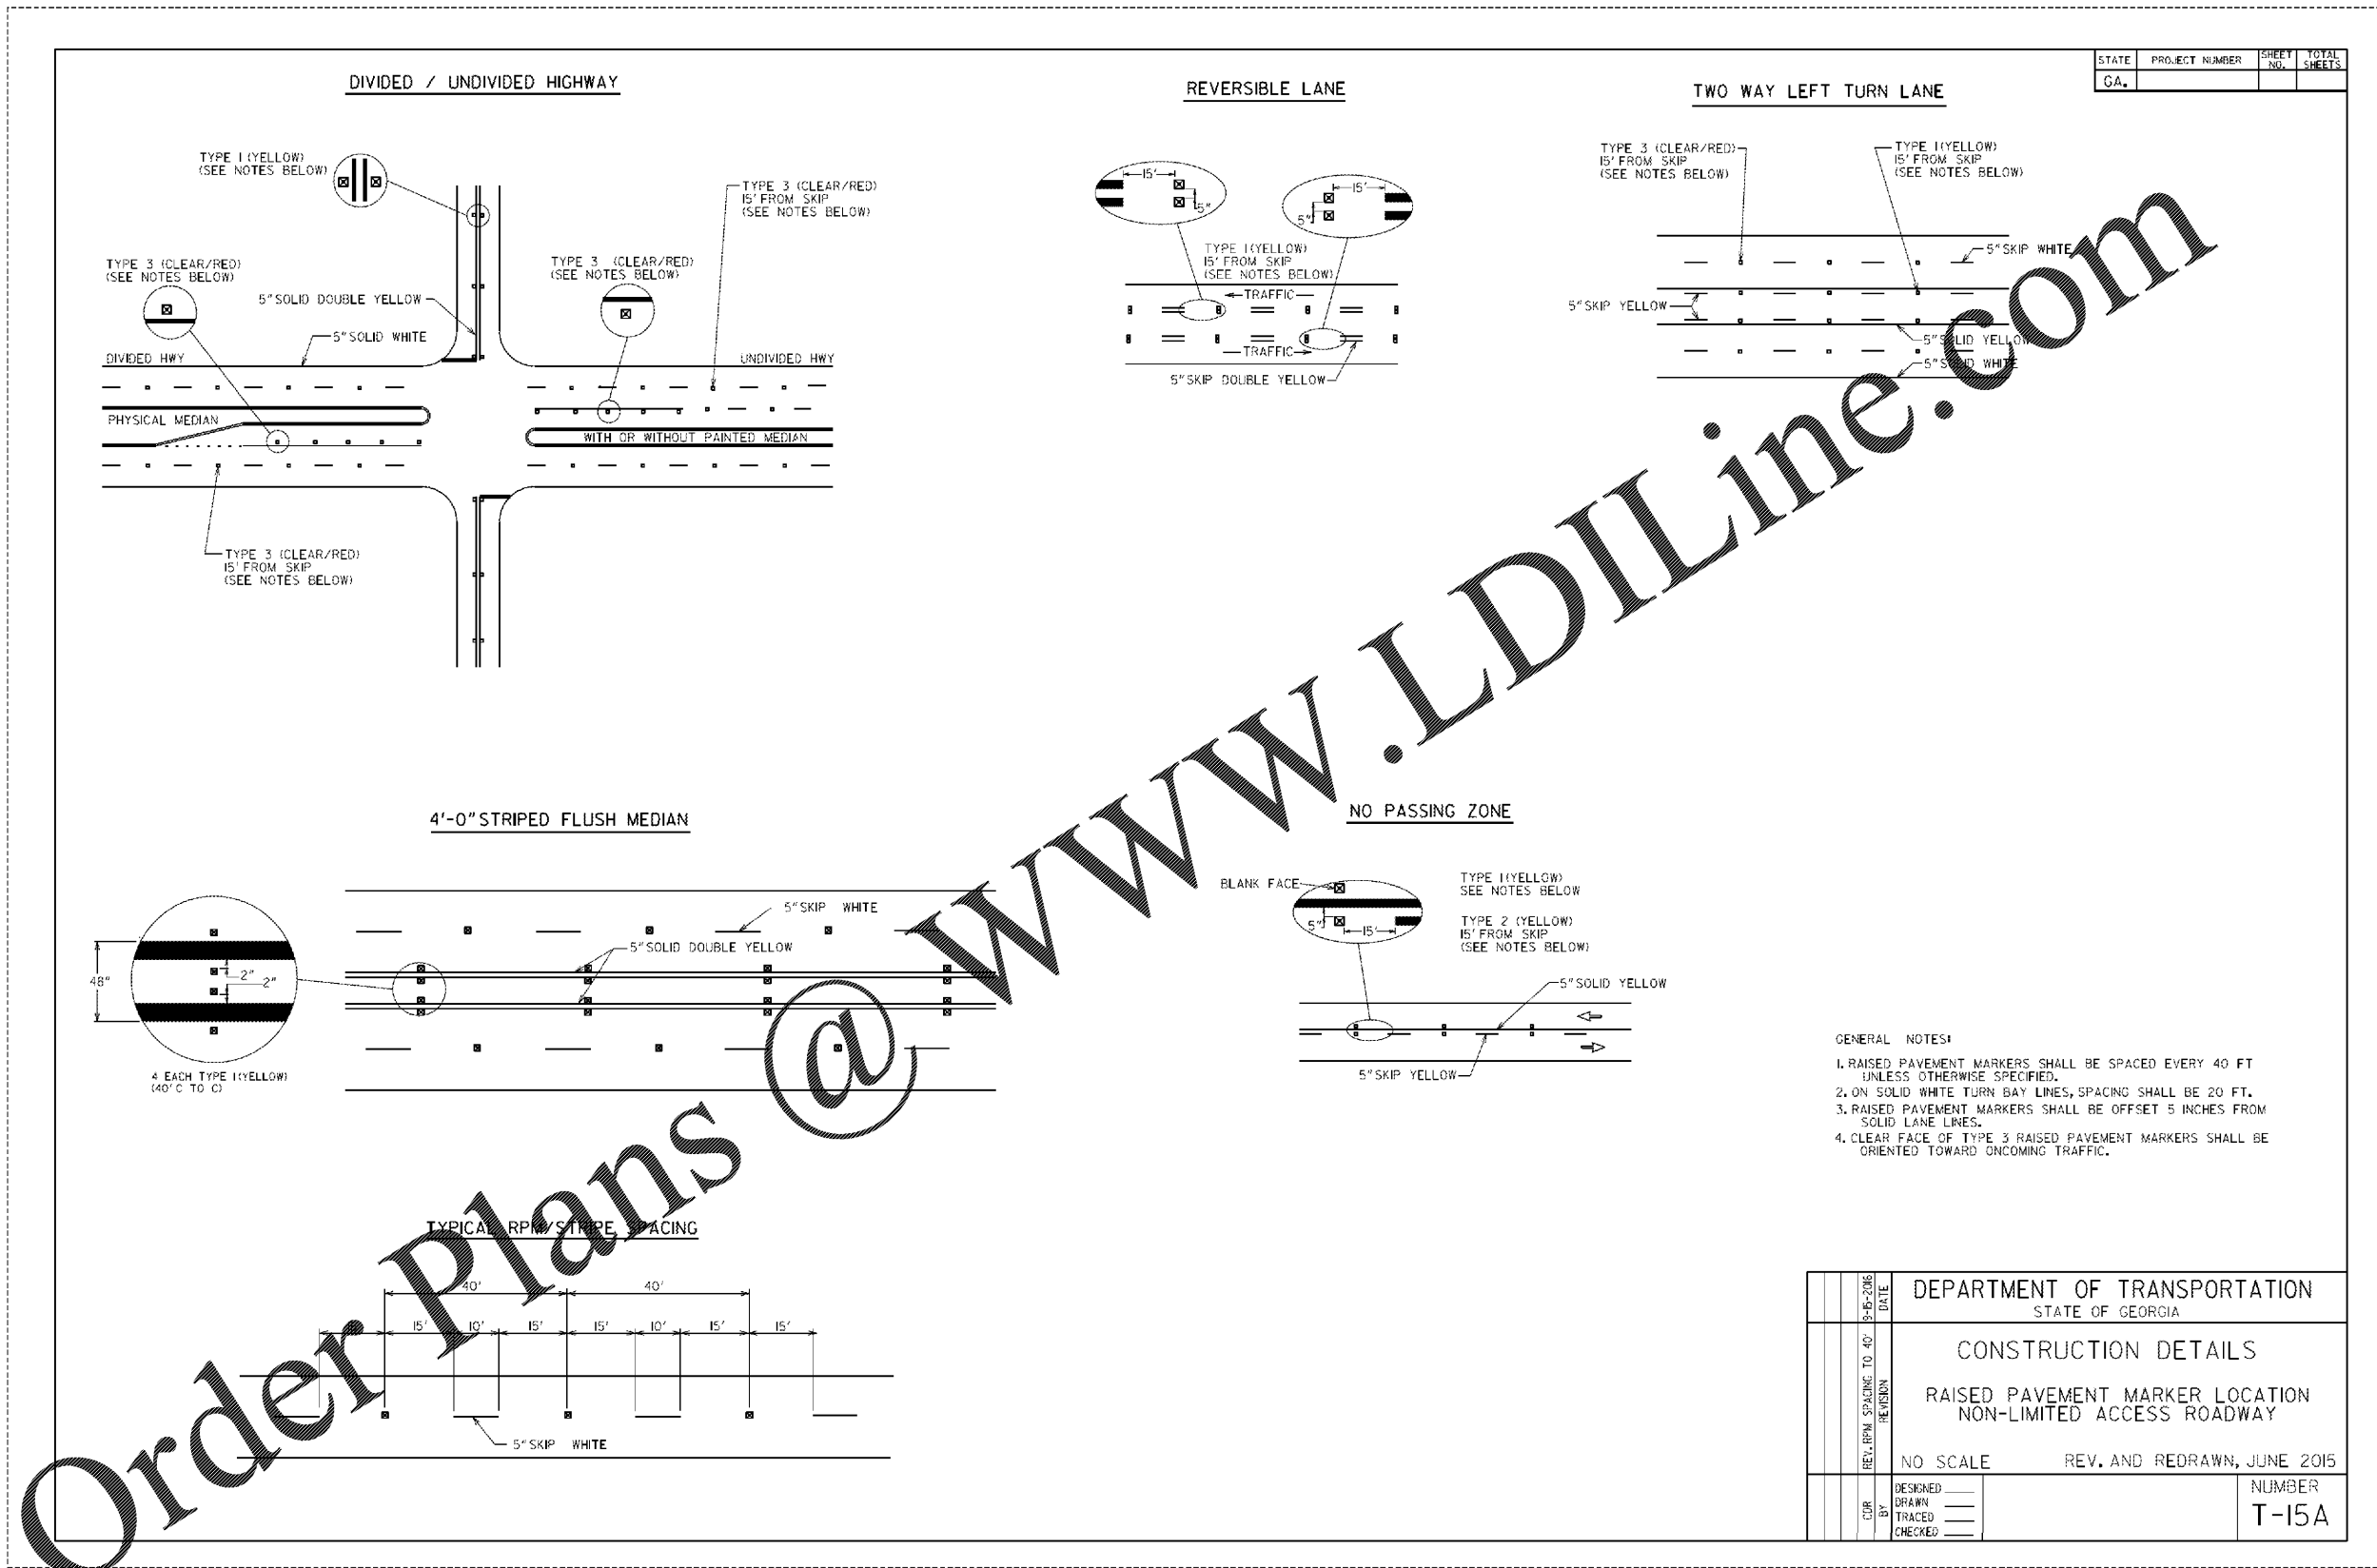 STATE PROJECT NUMBER SHEET NO. TOTAL SHEETS
GA.
DIVIDED / UNDIVIDED HIGHWAY
TYPE 1 (YELLOW)
(SEE NOTES BELOW)
TYPE 3 (CLEAR/RED)
15' FROM SKIP
(SEE NOTES BELOW)
TYPE 3 (CLEAR/RED)
(SEE NOTES BELOW)
TYPE 3 (CLEAR/RED)
(SEE NOTES BELOW)
5" SOLID DOUBLE YELLOW
5" SOLID WHITE
DIVIDED HWY
UNDIVIDED HWY
PHYSICAL MEDIAN
WITH OR WITHOUT PAINTED MEDIAN
TYPE 3 (CLEAR/RED)
15' FROM SKIP
(SEE NOTES BELOW)
REVERSIBLE LANE
15'
5"
15'
5"
TYPE 1 (YELLOW)
15' FROM SKIP
(SEE NOTES BELOW)
TRAFFIC
TRAFFIC
5" SKIP DOUBLE YELLOW
TWO WAY LEFT TURN LANE
TYPE 3 (CLEAR/RED)
15' FROM SKIP
(SEE NOTES BELOW)
TYPE 1 (YELLOW)
15' FROM SKIP
(SEE NOTES BELOW)
5" SKIP WHITE
5" SKIP YELLOW
5" SOLID YELLOW
5" SOLID WHITE
4'-0" STRIPED FLUSH MEDIAN
5" SKIP WHITE
5" SOLID DOUBLE YELLOW
48"
2"
2"
4 EACH TYPE 1 (YELLOW)
(40' C TO C)
NO PASSING ZONE
BLANK FACE
5"
15'
TYPE 1 (YELLOW)
SEE NOTES BELOW
TYPE 2 (YELLOW)
15' FROM SKIP
(SEE NOTES BELOW)
5" SOLID YELLOW
5" SKIP YELLOW
GENERAL NOTES:
1. RAISED PAVEMENT MARKERS SHALL BE SPACED EVERY 40 FT
UNLESS OTHERWISE SPECIFIED.
2. ON SOLID WHITE TURN BAY LINES, SPACING SHALL BE 20 FT.
3. RAISED PAVEMENT MARKERS SHALL BE OFFSET 5 INCHES FROM
SOLID LANE LINES.
4. CLEAR FACE OF TYPE 3 RAISED PAVEMENT MARKERS SHALL BE
ORIENTED TOWARD ONCOMING TRAFFIC.
TYPICAL RPM/STRIPE SPACING
40' 40'
15' 10' 15' 15' 10' 15' 15'
5" SKIP WHITE
Order Plans @ www.LDILine.com
DEPARTMENT OF TRANSPORTATION
STATE OF GEORGIA
CONSTRUCTION DETAILS
RAISED PAVEMENT MARKER LOCATION
NON-LIMITED ACCESS ROADWAY
NO SCALE REV. AND REDRAWN, JUNE 2015
DESIGNED
DRAWN
TRACED
CHECKED
NUMBER
T-15A
9-15-2016
DATE
REV. RPM SPACING TO 40'
REVISION
CDR
BY